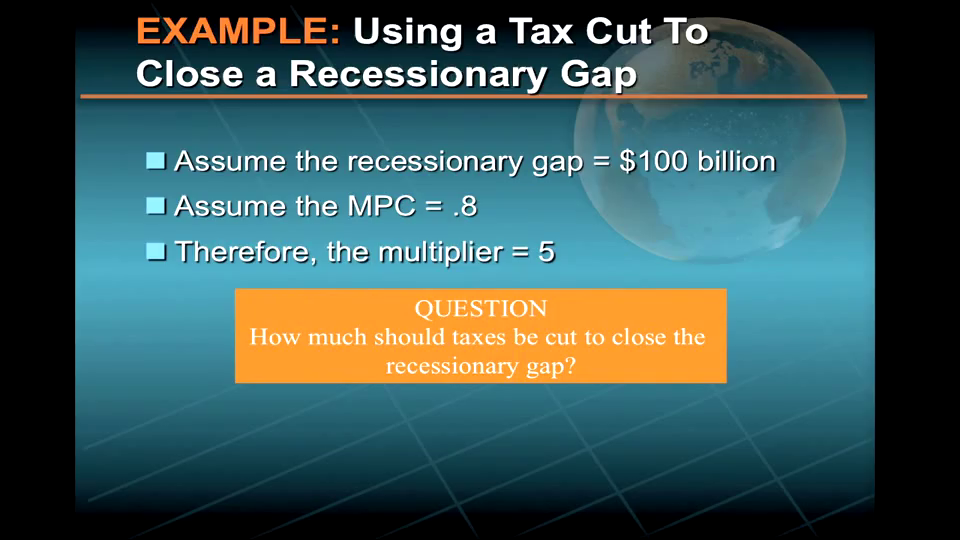 EXAMPLE: Using a Tax Cut To
Close a Recessionary Gap
Assume the recessionary gap = $100 billion
Assume the MPC = .8
Therefore, the multiplier = 5
QUESTION
How much should taxes be cut to close the
recessionary gap?